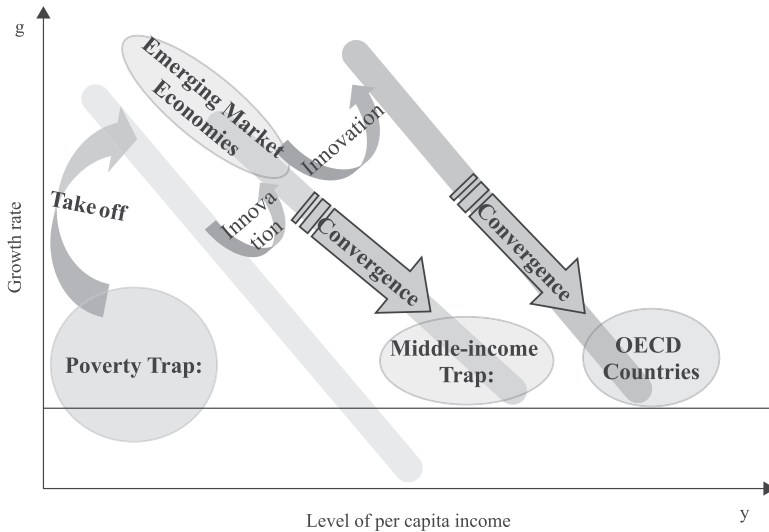 g
Emerging Market
Economies
Innovation
Take off
Innova
tion
Convergence
Convergence
Growth rate
Poverty Trap:
Middle-income
Trap:
OECD
Countries
y
Level of per capita income